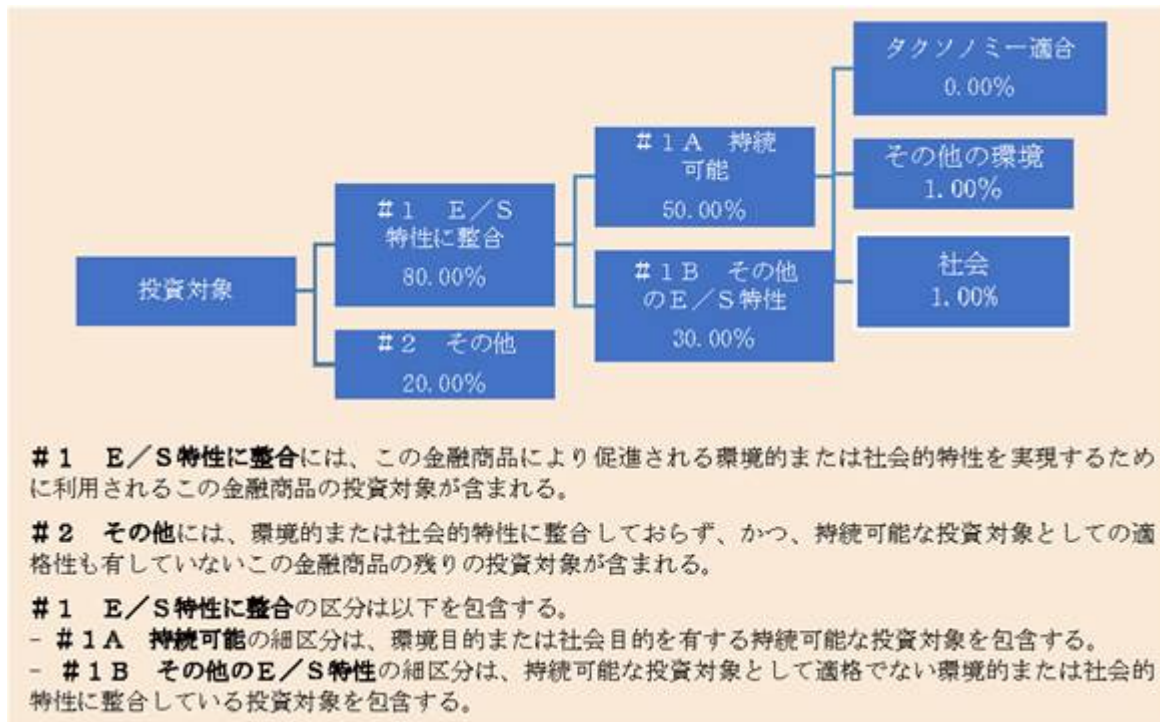 投資対象
#1 E/S
特性に整合
80.00%
#2 その他
20.00%
#1A 持続
可能
50.00%
#1B その他
のE/S特性
30.00%
タクソノミー適合
0.00%
その他の環境
1.00%
社会
1.00%
#1 E/S特性に整合には、この金融商品により促進される環境的または社会的特性を実現するため
に利用されるこの金融商品の投資対象が含まれる。
#2 その他には、環境的または社会的特性に整合しておらず、かつ、持続可能な投資対象としての適
格性も有していないこの金融商品の残りの投資対象が含まれる。
#1 E/S特性に整合の区分は以下を包含する。
- #1A 持続可能の細区分は、環境目的または社会目的を有する持続可能な投資対象を包含する。
- #1B その他のE/S特性の細区分は、持続可能な投資対象として適格でない環境的または社会的
特性に整合している投資対象を包含する。